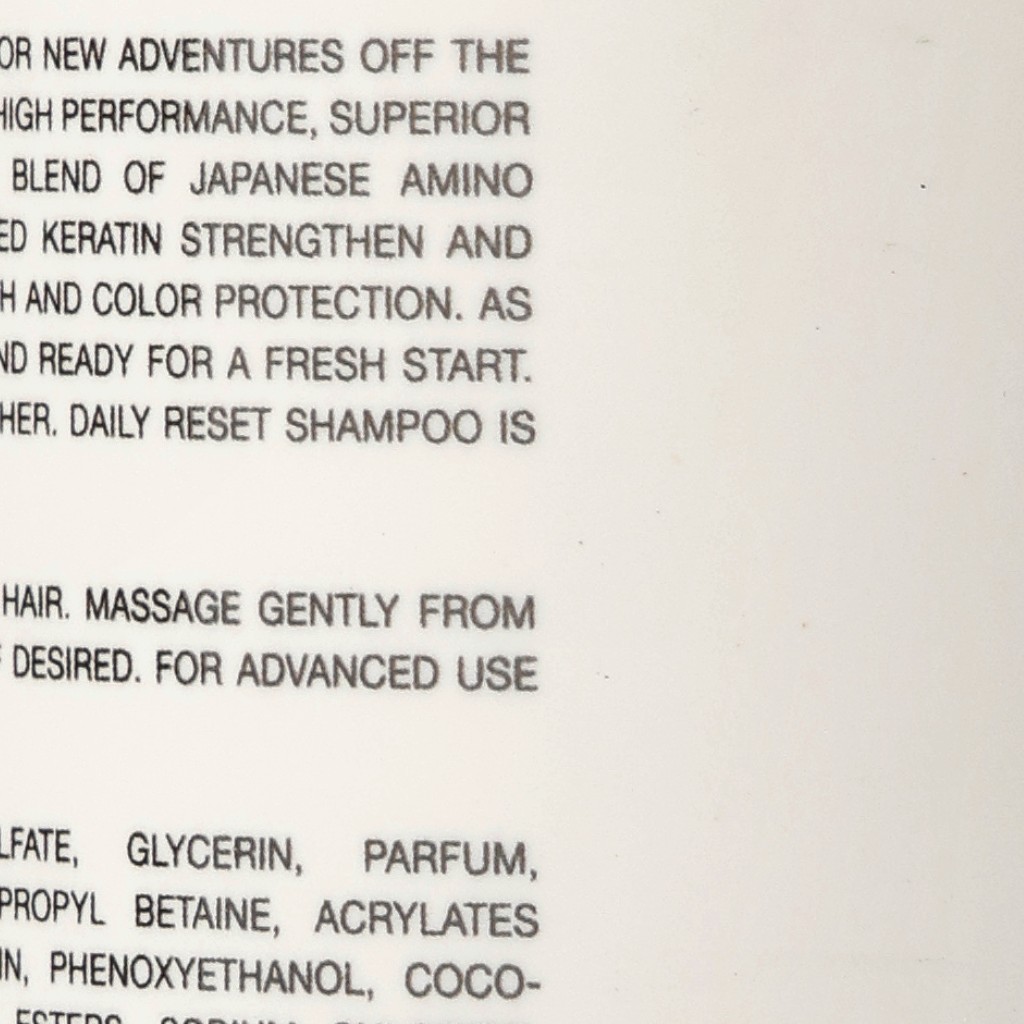 OR NEW ADVENTURES OFF THE
HIGH PERFORMANCE, SUPERIOR
BLEND OF JAPANESE AMINO
ED KERATIN STRENGTHEN AND
H AND COLOR PROTECTION. AS
ND READY FOR A FRESH START.
HER. DAILY RESET SHAMPOO IS
HAIR. MASSAGE GENTLY FROM
DESIRED. FOR ADVANCED USE
LFATE, GLYCERIN, PARFUM,
PROPYL BETAINE, ACRYLATES
IN, PHENOXYETHANOL, COCO-
ESTERS, SODIUM